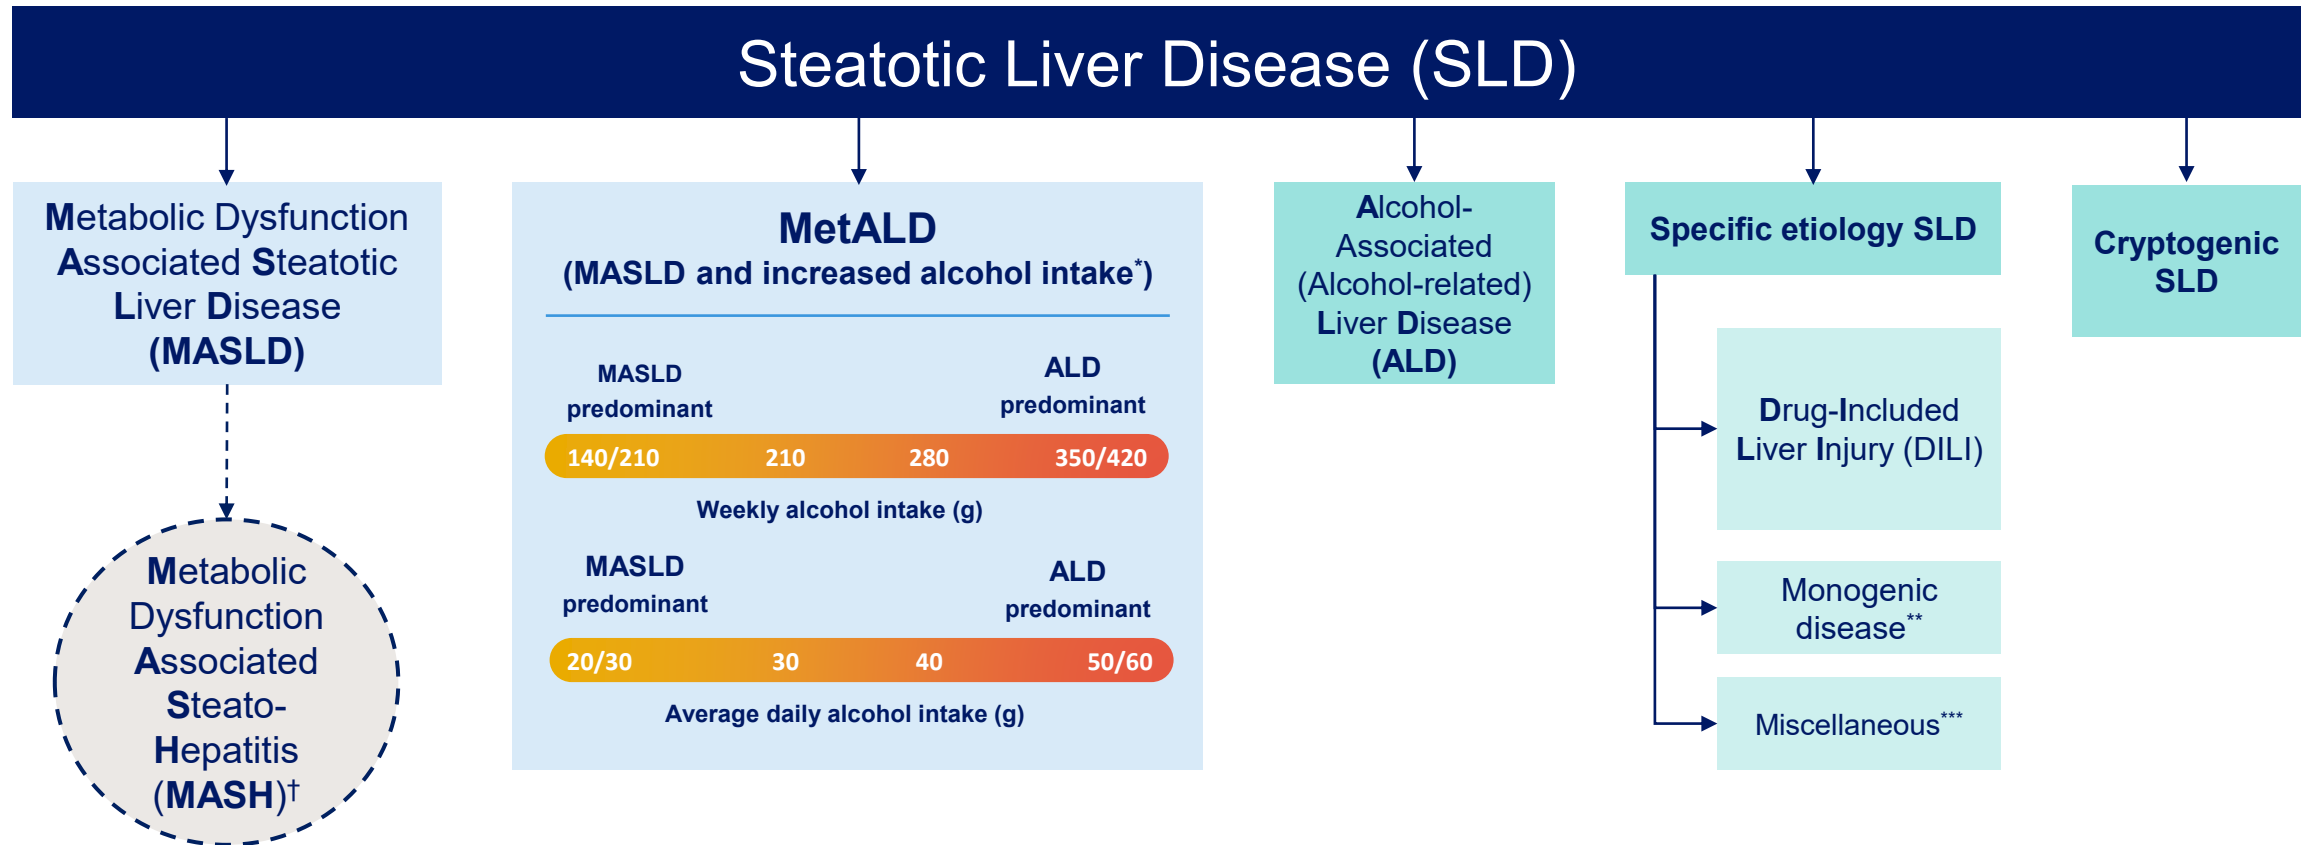 Steatotic Liver Disease (SLD)
Metabolic Dysfunction
Associated Steatotic
Liver Disease
(MASLD)
Metabolic
Dysfunction
Associated
Steato-
Hepatitis
(MASH)†
MetALD
(MASLD and increased alcohol intake*)
MASLD
predominant
ALD
predominant
140/210 210 280 350/420
Weekly alcohol intake (g)
MASLD
predominant
ALD
predominant
20/30 30 40 50/60
Average daily alcohol intake (g)
Alcohol-
Associated
(Alcohol-related)
Liver Disease
(ALD)
Specific etiology SLD
Drug-Included
Liver Injury (DILI)
Monogenic
disease**
Miscellaneous***
Cryptogenic
SLD